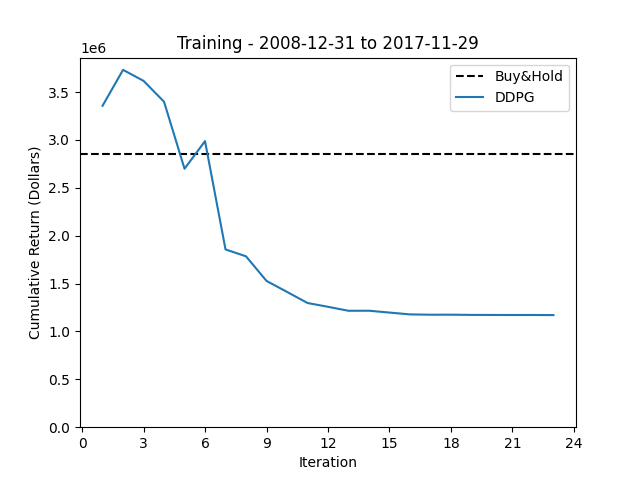 Training - 2008-12-31 to 2017-11-29
1e6
Buy&Hold
DDPG
3.5
3.0
2.5
2.0
1.5
1.0
0.5
0.0
Cumulative Return (Dollars)
0 3 6 9 12 15 18 21 24
Iteration